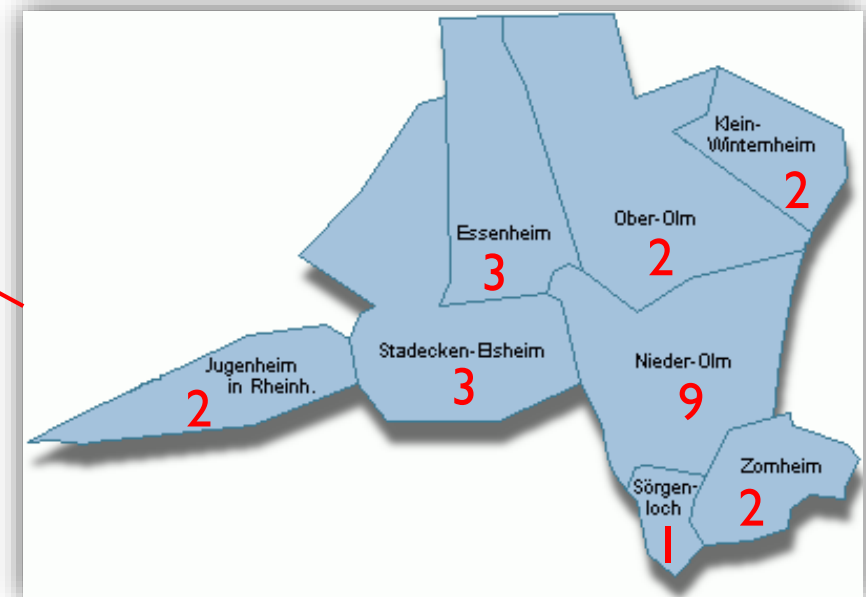 Klein-
Winternheim
2
Ober-Olm
2
Essenheim
3
Stadecken-Elsheim
3
Jugenheim
in Rheinh.
2
Nieder-Olm
9
Zornheim
2
Sörgen-
loch
1